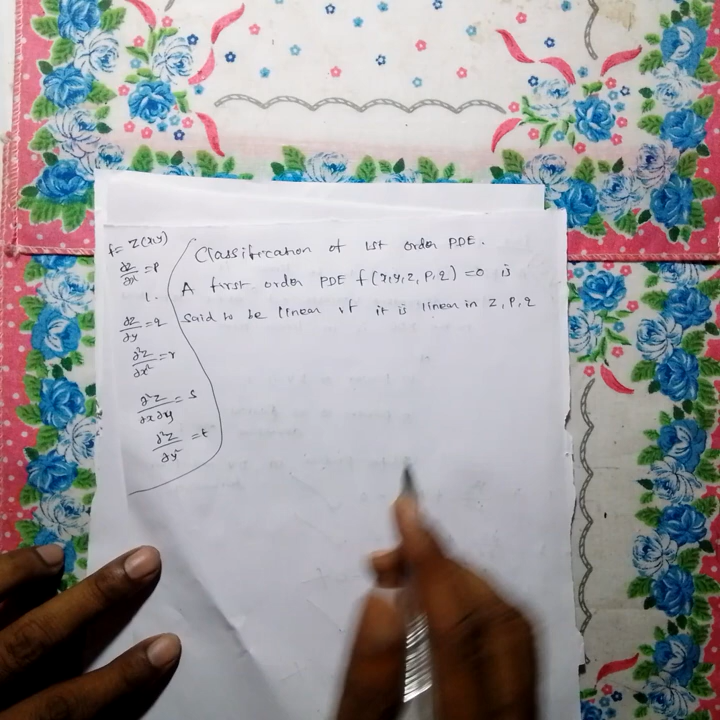 f = Z(x,y)
∂z/∂x = p
1.
∂z/∂y = q
∂²z/∂x² = r
∂²z/∂x∂y = s
∂²z/∂y² = t
Classification of 1st order PDE.
A first order PDE f(x,y,z,p,q)=0 is
said to be linear if it is linear in z,p,q